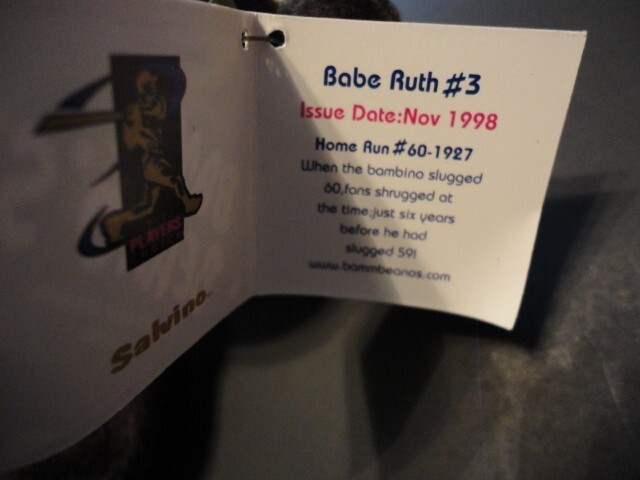 PLAYERS
Salvino
Babe Ruth #3
Issue Date:Nov 1998
Home Run #60-1927
When the bambino slugged
60,fans shrugged at
the time;just six years
before he had
slugged 59!
www.bammbeanos.com